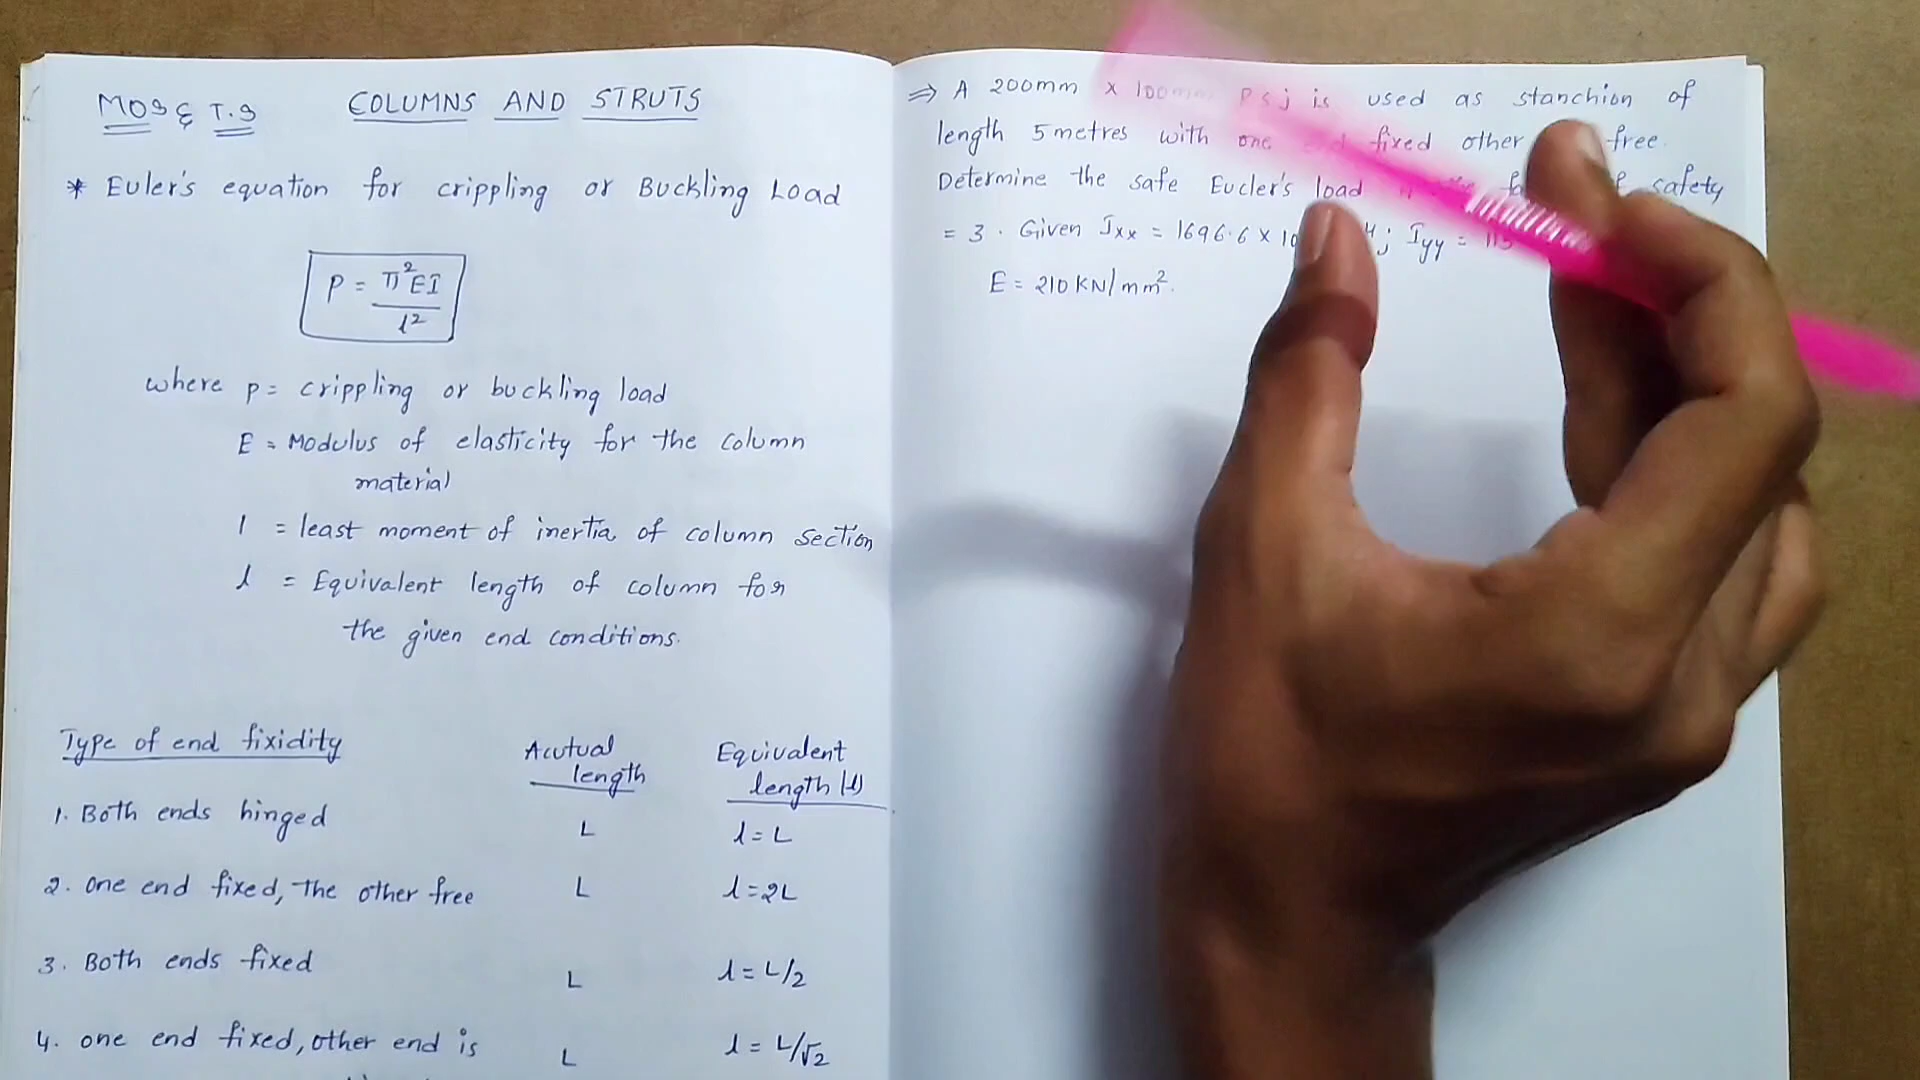 MOS & T.S COLUMNS AND STRUTS
* Euler's equation for crippling or Buckling Load
P = π²EI
l²
where p = crippling or buckling load
E = Modulus of elasticity for the column
material
I = least moment of inertia of column section
l = Equivalent length of column for
the given end conditions.
Type of end fixidity Acutual Equivalent
length length (l)
1. Both ends hinged L l = L
2. one end fixed, the other free L l = 2L
3. Both ends fixed L l = L/2
4. one end fixed, other end is L l = L/√2
⇒ A 200mm x 100mm psj is used as stanchion of
length 5 metres with one fixed other free.
Determine the safe Eucler's load safety
= 3. Given Ixx = 1696.6 x 10 ; Iyy =
E = 210 KN/mm².